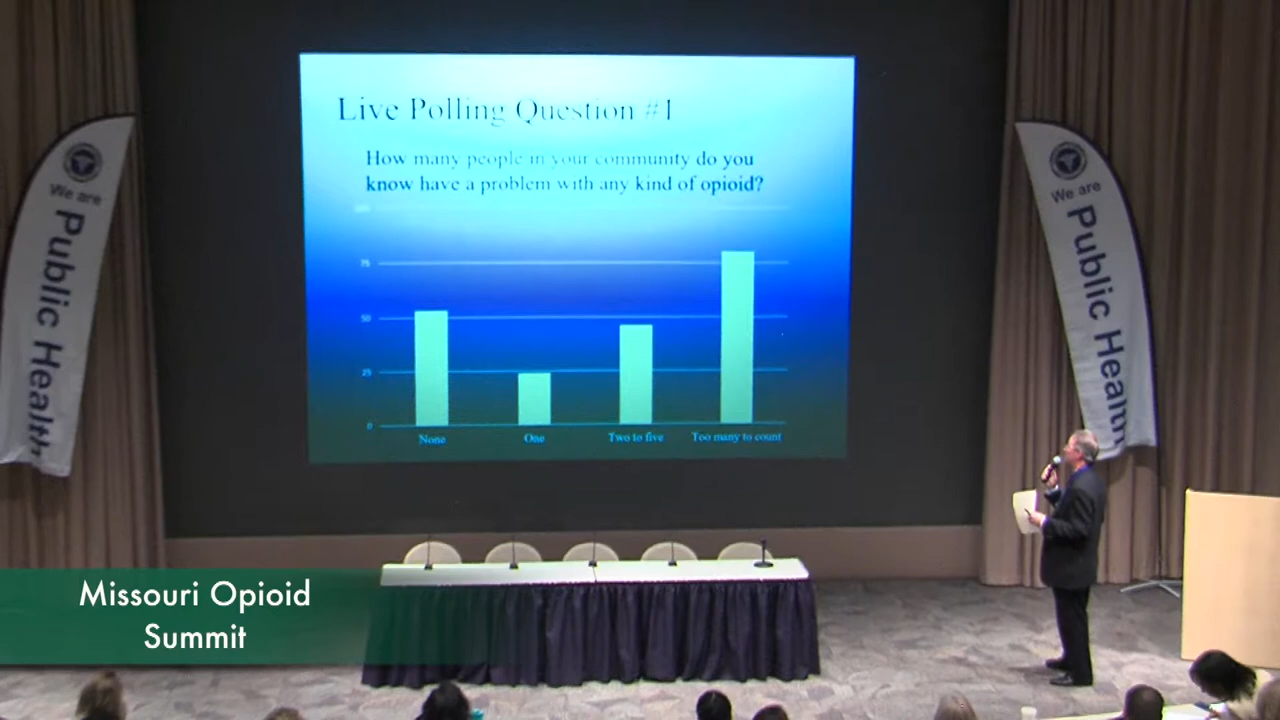 Live Polling Question #1
How many people in your community do you
know have a problem with any kind of opioid?
100
75
50
25
0
None
One
Two to five
Too many to count
We are
Public Health
We are
Public Health
Missouri Opioid
Summit